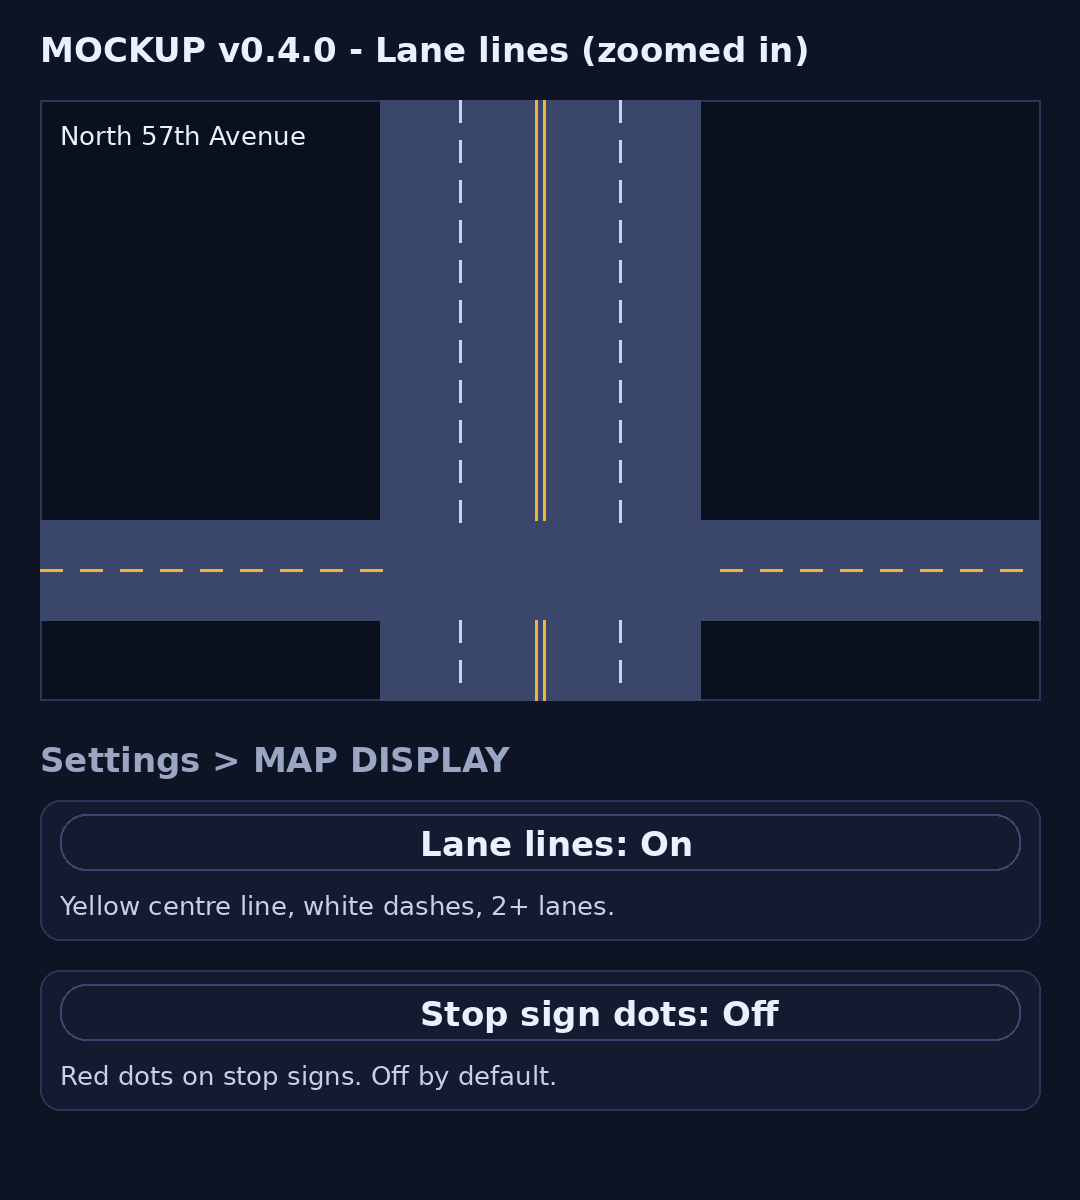 MOCKUP v0.4.0 - Lane lines (zoomed in)
North 57th Avenue
Settings > MAP DISPLAY
Lane lines: On
Yellow centre line, white dashes, 2+ lanes.
Stop sign dots: Off
Red dots on stop signs. Off by default.